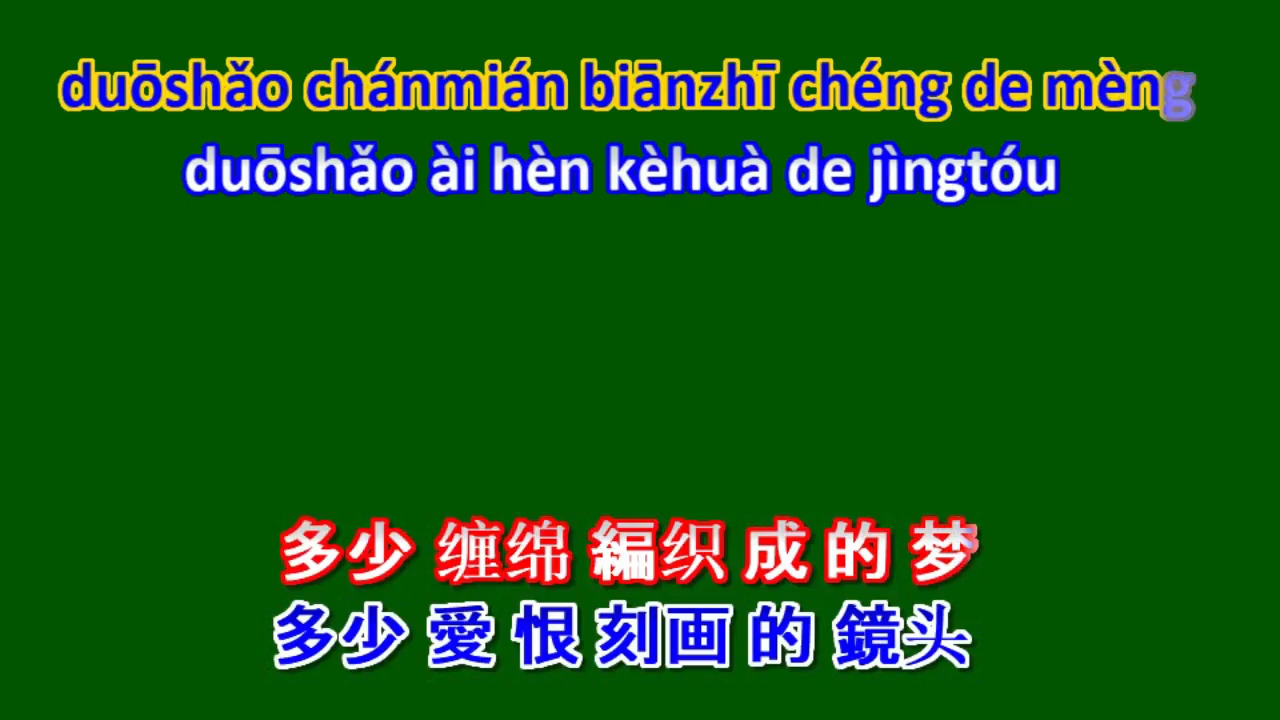 duōshǎo chánmián biānzhī chéng de mèng
duōshǎo ài hèn kèhuà de jìngtóu
多少 缠绵 編织 成 的 梦
多少 愛 恨 刻画 的 鏡头